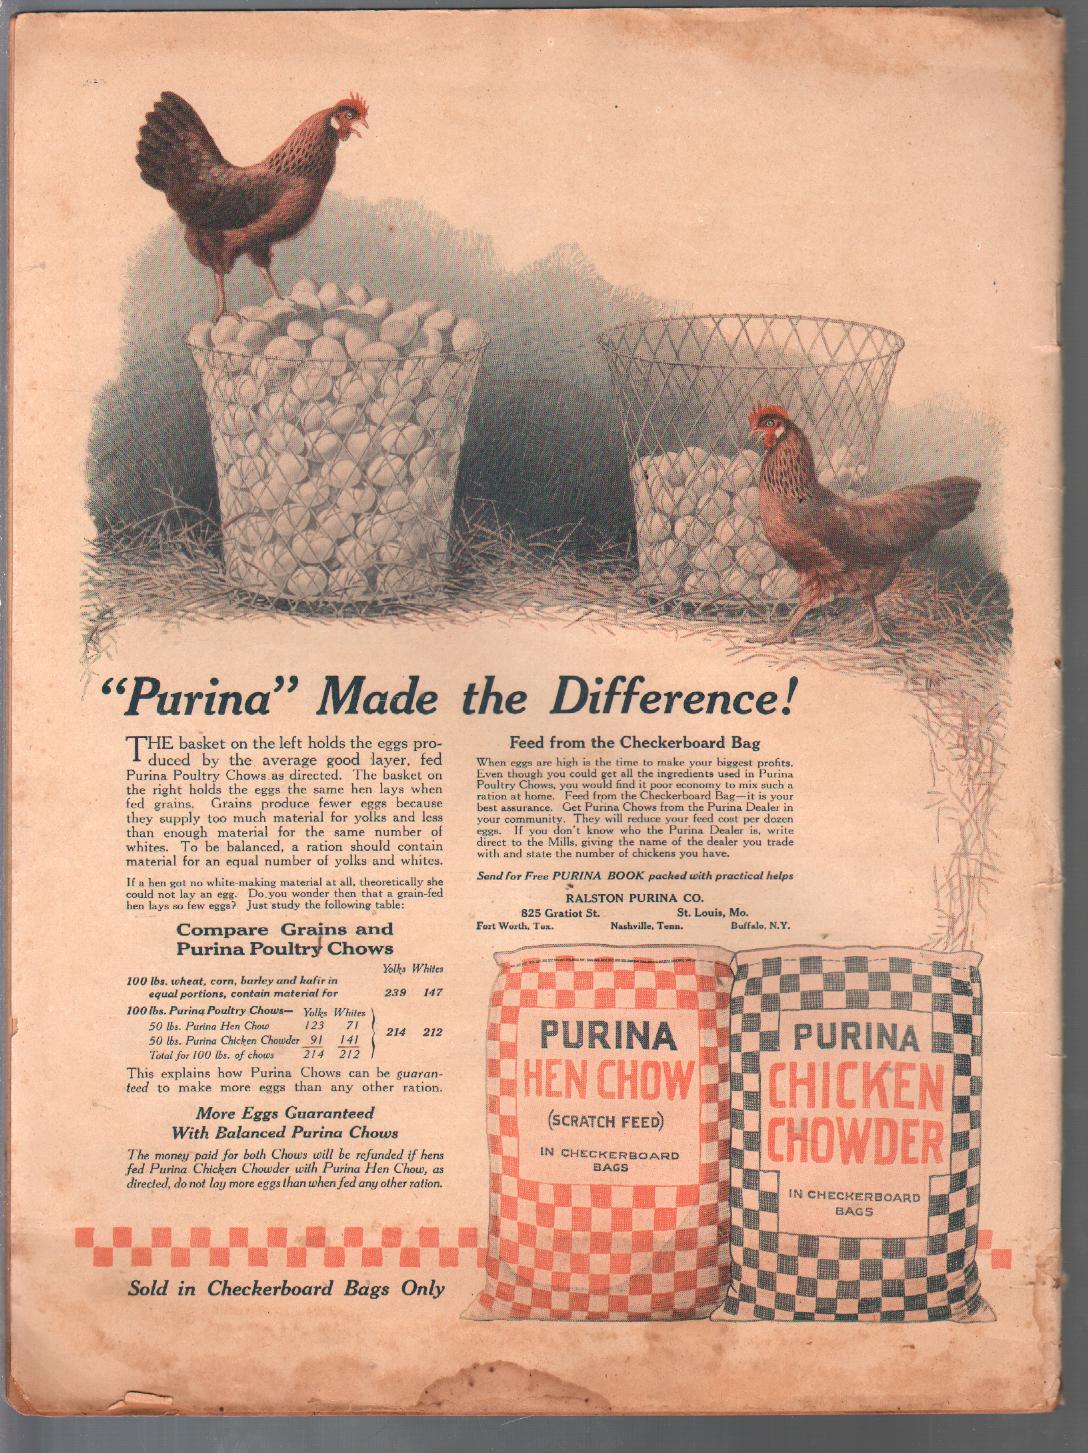 “Purina” Made the Difference!
THE basket on the left holds the eggs pro-
duced by the average good layer, fed
Purina Poultry Chows as directed. The basket on
the right holds the eggs the same hen lays when
fed grains. Grains produce fewer eggs because
they supply too much material for yolks and less
than enough material for the same number of
whites. To be balanced, a ration should contain
material for an equal number of yolks and whites.
If a hen got no white-making material at all, theoretically she
could not lay an egg. Do you wonder then that a grain-fed
hen lays so few eggs? Just study the following table:
Compare Grains and
Purina Poultry Chows
Yolks Whites
100 lbs. wheat, corn, barley and kafir in
equal portions, contain material for 239 147
100 lbs. Purina Poultry Chows— Yolks Whites
50 lbs. Purina Hen Chow 123 71
50 lbs. Purina Chicken Chowder 91 141
Total for 100 lbs. of chows 214 212
214 212
This explains how Purina Chows can be guaran-
teed to make more eggs than any other ration.
More Eggs Guaranteed
With Balanced Purina Chows
The money paid for both Chows will be refunded if hens
fed Purina Chicken Chowder with Purina Hen Chow, as
directed, do not lay more eggs than when fed any other ration.
Sold in Checkerboard Bags Only
Feed from the Checkerboard Bag
When eggs are high is the time to make your biggest profits.
Even though you could get all the ingredients used in Purina
Poultry Chows, you would find it poor economy to mix such a
ration at home. Feed from the Checkerboard Bag—it is your
best assurance. Get Purina Chows from the Purina Dealer in
your community. They will reduce your feed cost per dozen
eggs. If you don't know who the Purina Dealer is, write
direct to the Mills, giving the name of the dealer you trade
with and state the number of chickens you have.
Send for Free PURINA BOOK packed with practical helps
RALSTON PURINA CO.
825 Gratiot St. St. Louis, Mo.
Fort Worth, Tex. Nashville, Tenn. Buffalo, N.Y.
PURINA
HEN CHOW
(SCRATCH FEED)
IN CHECKERBOARD
BAGS
PURINA
CHICKEN
CHOWDER
IN CHECKERBOARD
BAGS